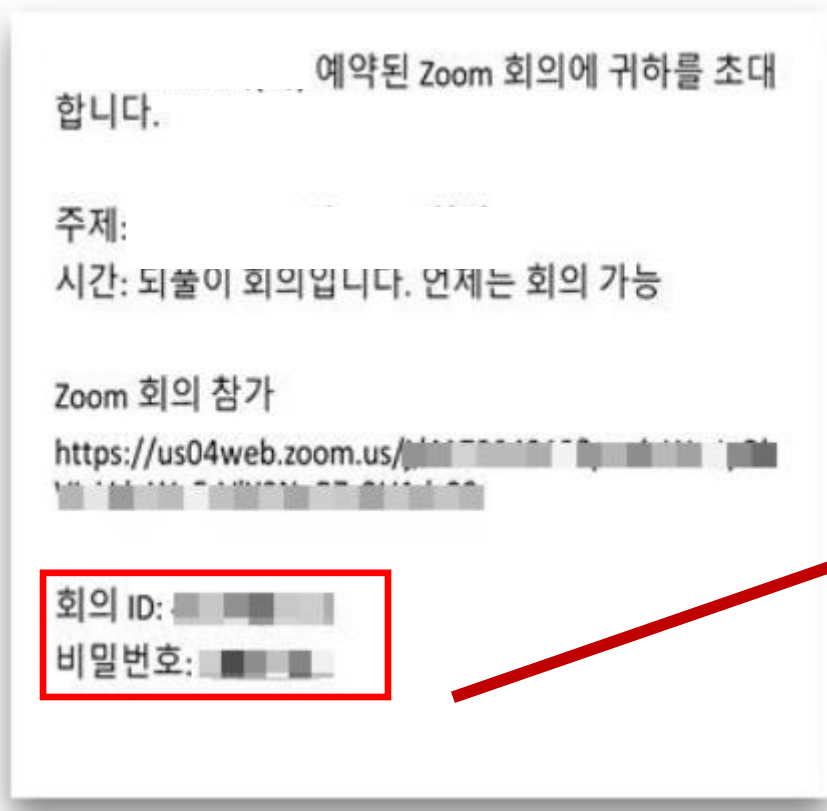 예약된 Zoom 회의에 귀하를 초대
합니다.
주제:
시간: 되풀이 회의입니다. 언제는 회의 가능
Zoom 회의 참가
https://us04web.zoom.us/
회의 ID:
비밀번호: